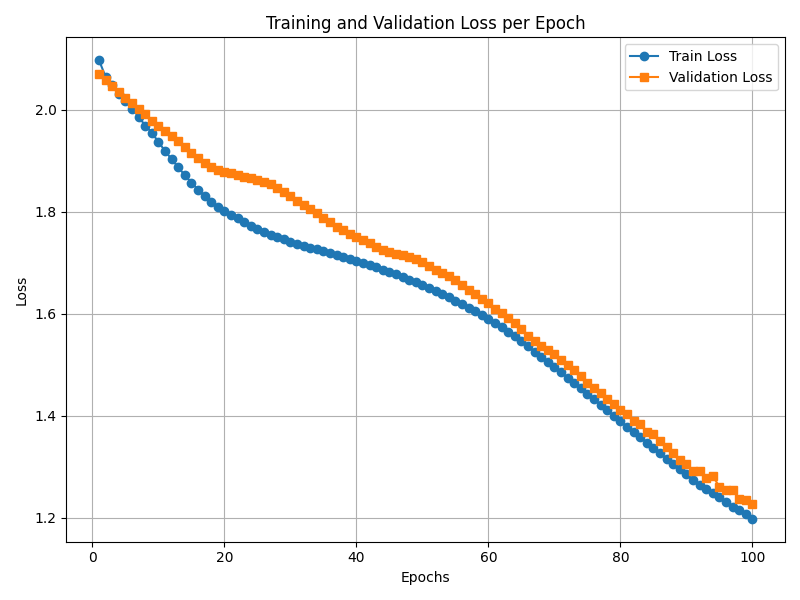 Training and Validation Loss per Epoch
Train Loss
Validation Loss
2.0
1.8
1.6
1.4
1.2
Loss
0 20 40 60 80 100
Epochs